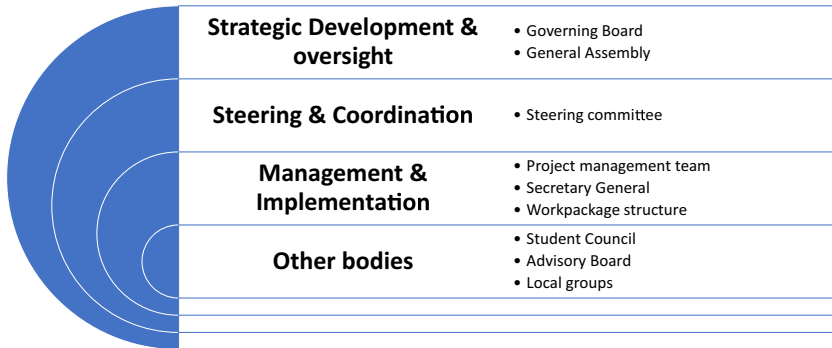 Strategic Development &
oversight
• Governing Board
• General Assembly
Steering & Coordination
• Steering committee
Management &
Implementation
• Project management team
• Secretary General
• Workpackage structure
Other bodies
• Student Council
• Advisory Board
• Local groups